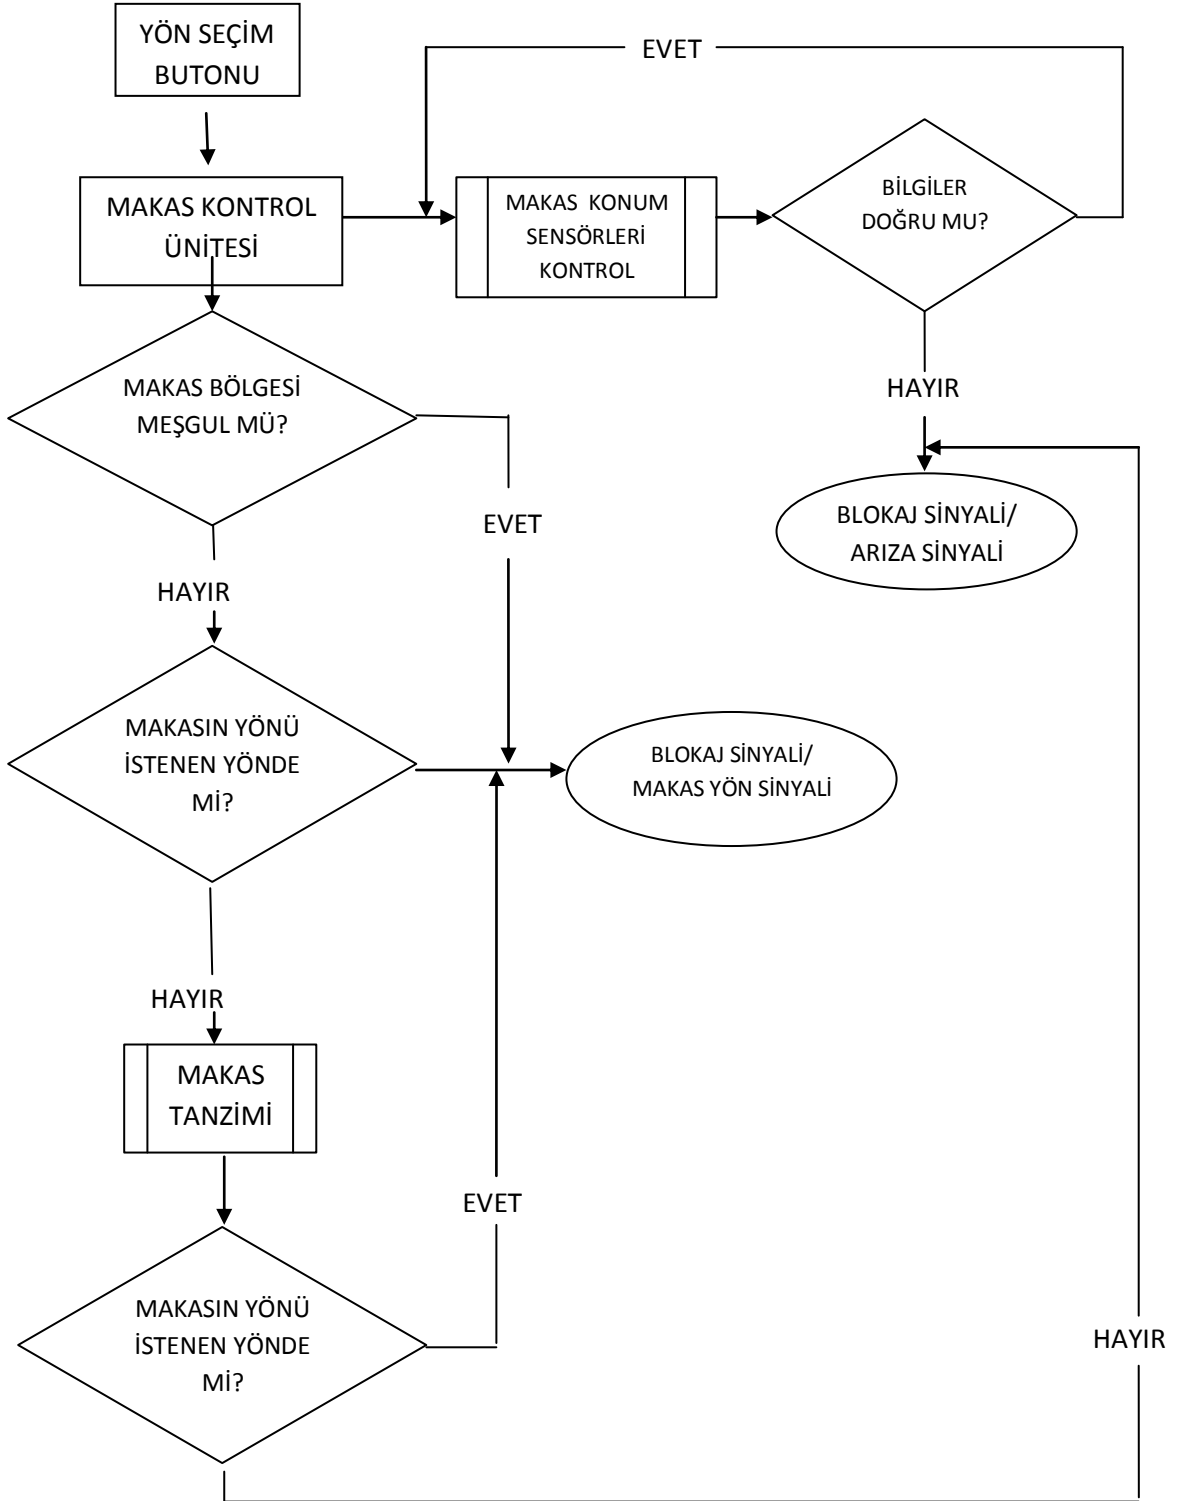 YÖN SEÇİM
BUTONU
EVET
MAKAS KONTROL
ÜNİTESİ
MAKAS KONUM
SENSÖRLERİ
KONTROL
BİLGİLER
DOĞRU MU?
HAYIR
MAKAS BÖLGESİ
MEŞGUL MÜ?
EVET
BLOKAJ SİNYALİ/
ARIZA SİNYALİ
HAYIR
MAKASIN YÖNÜ
İSTENEN YÖNDE
Mİ?
BLOKAJ SİNYALİ/
MAKAS YÖN SİNYALİ
HAYIR
MAKAS
TANZİMİ
EVET
MAKASIN YÖNÜ
İSTENEN YÖNDE
Mİ?
HAYIR